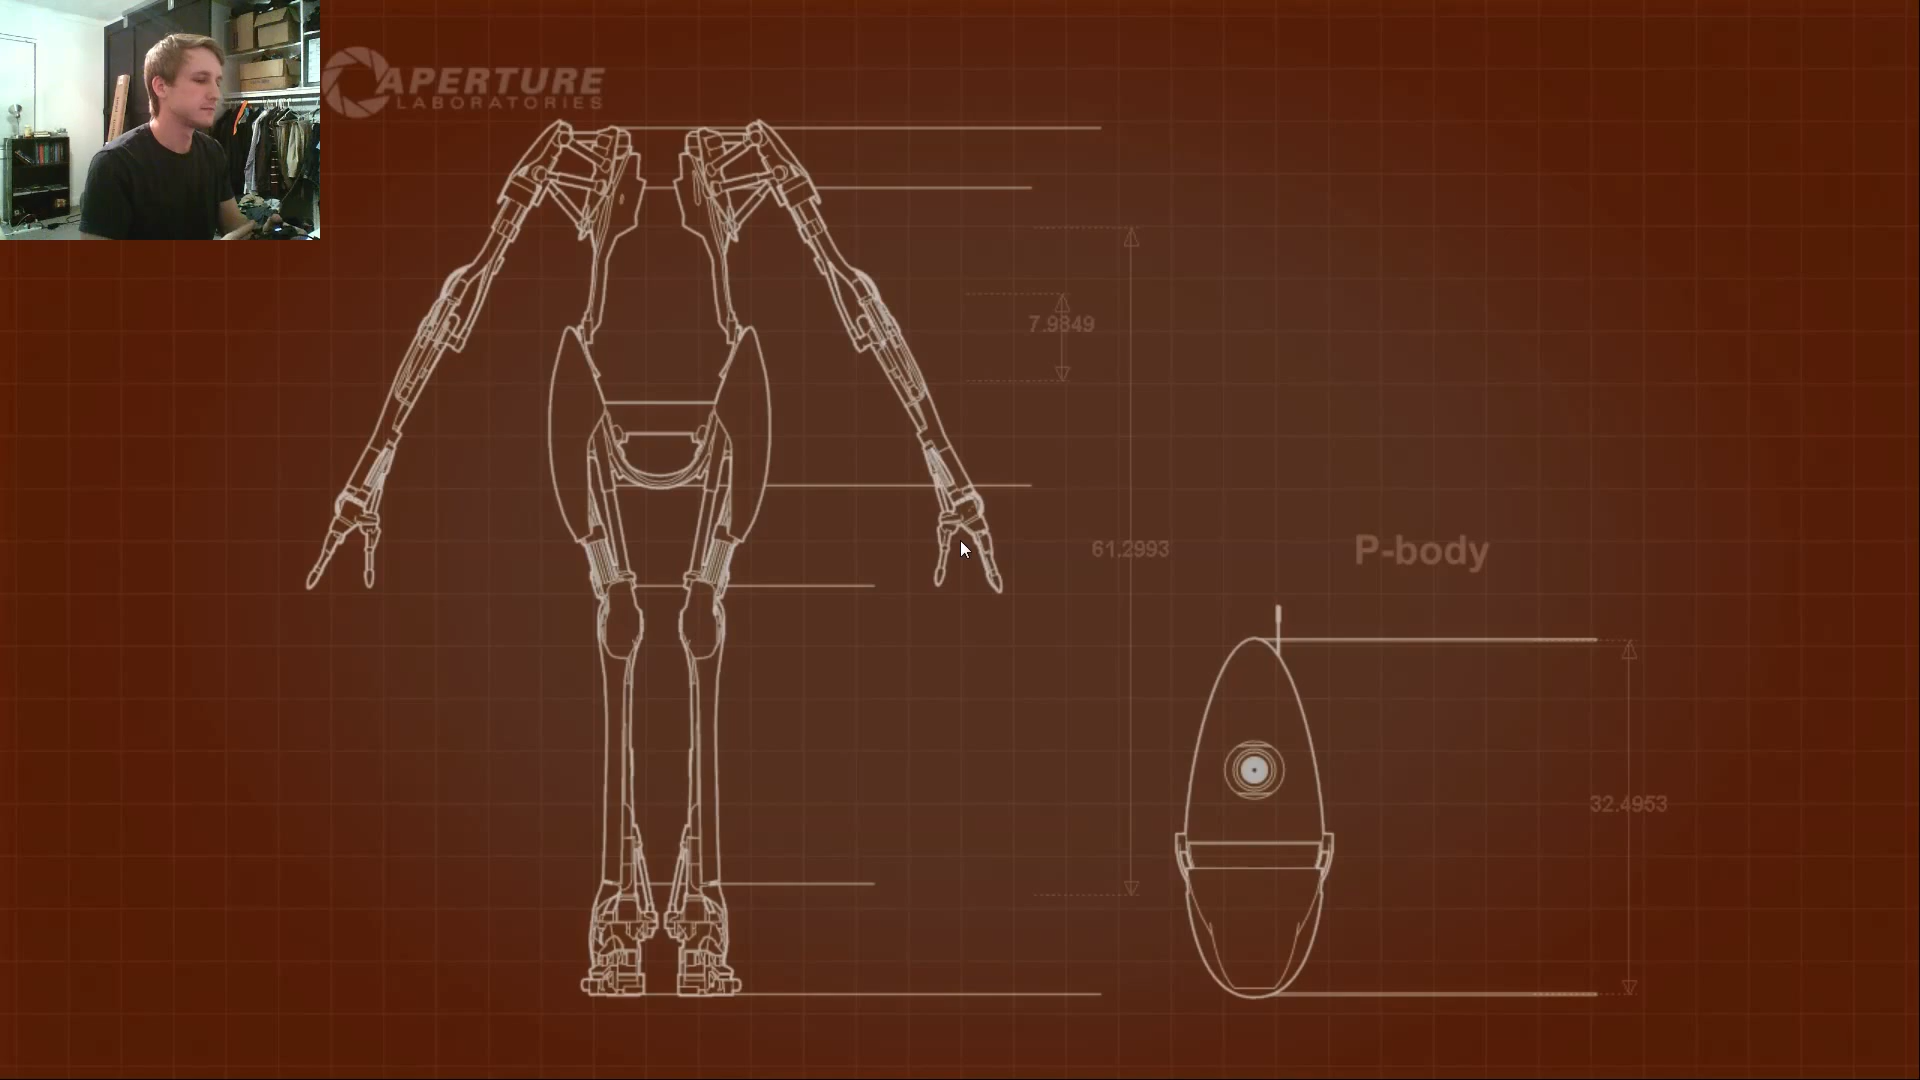 APERTURE
LABORATORIES
7.9849
61.2993
P-body
32.4953